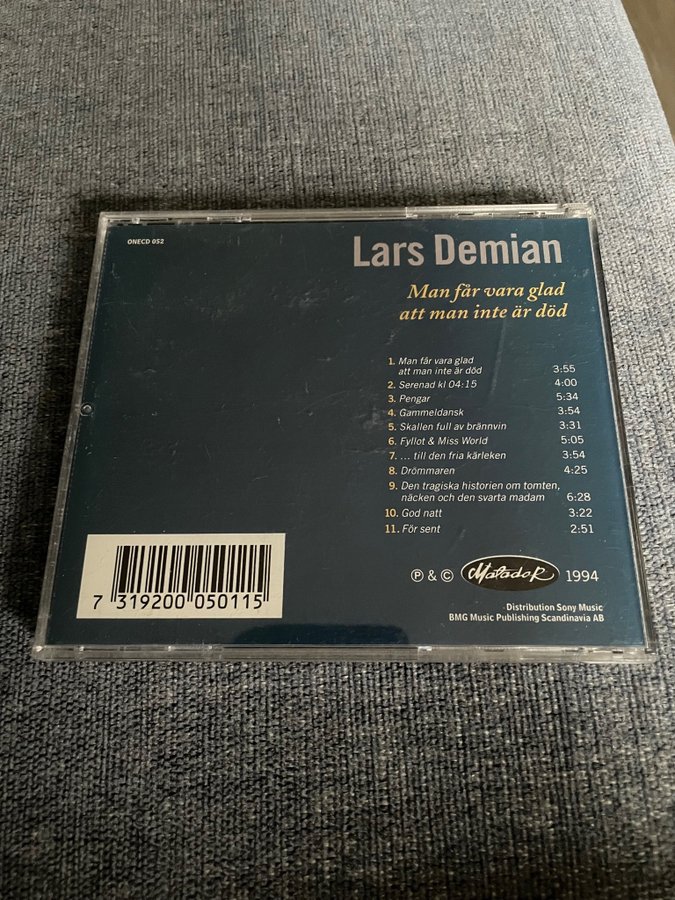 ONECD 052
Lars Demian
Man får vara glad
att man inte är död
1. Man får vara glad
att man inte är död 3:55
2. Serenad kl 04:15 4:00
3. Pengar 5:34
4. Gammeldansk 3:54
5. Skallen full av brännvin 3:31
6. Fyllot & Miss World 5:05
7. ... till den fria kärleken 3:54
8. Drömmaren 4:25
9. Den tragiska historien om tomten,
näcken och den svarta madam 6:28
10. God natt 3:22
11. För sent 2:51
℗ & © Matador 1994
Distribution Sony Music
BMG Music Publishing Scandinavia AB
7 319200 050115